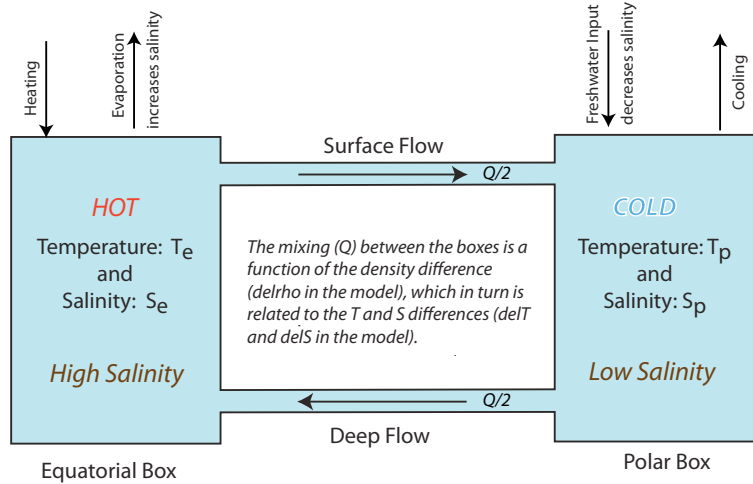 Heating
Evaporation
increases salinity
Freshwater Input
decreases salinity
Cooling
Surface Flow
Q/2
HOT
Temperature: Te
and
Salinity: Se
High Salinity
The mixing (Q) between the boxes is a
function of the density difference
(delrho in the model), which in turn is
related to the T and S differences (delT
and delS in the model).
COLD
Temperature: Tp
and
Salinity: Sp
Low Salinity
Q/2
Deep Flow
Equatorial Box
Polar Box